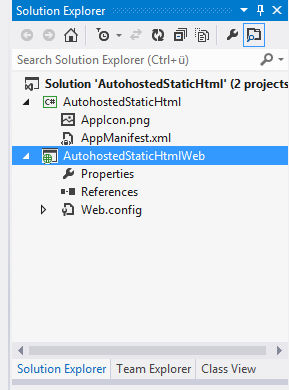 Solution Explorer
Search Solution Explorer (Ctrl+ü)
Solution 'AutohostedStaticHtml' (2 projects
C# AutohostedStaticHtml
AppIcon.png
AppManifest.xml
AutohostedStaticHtmlWeb
Properties
References
Web.config
Solution Explorer Team Explorer Class View